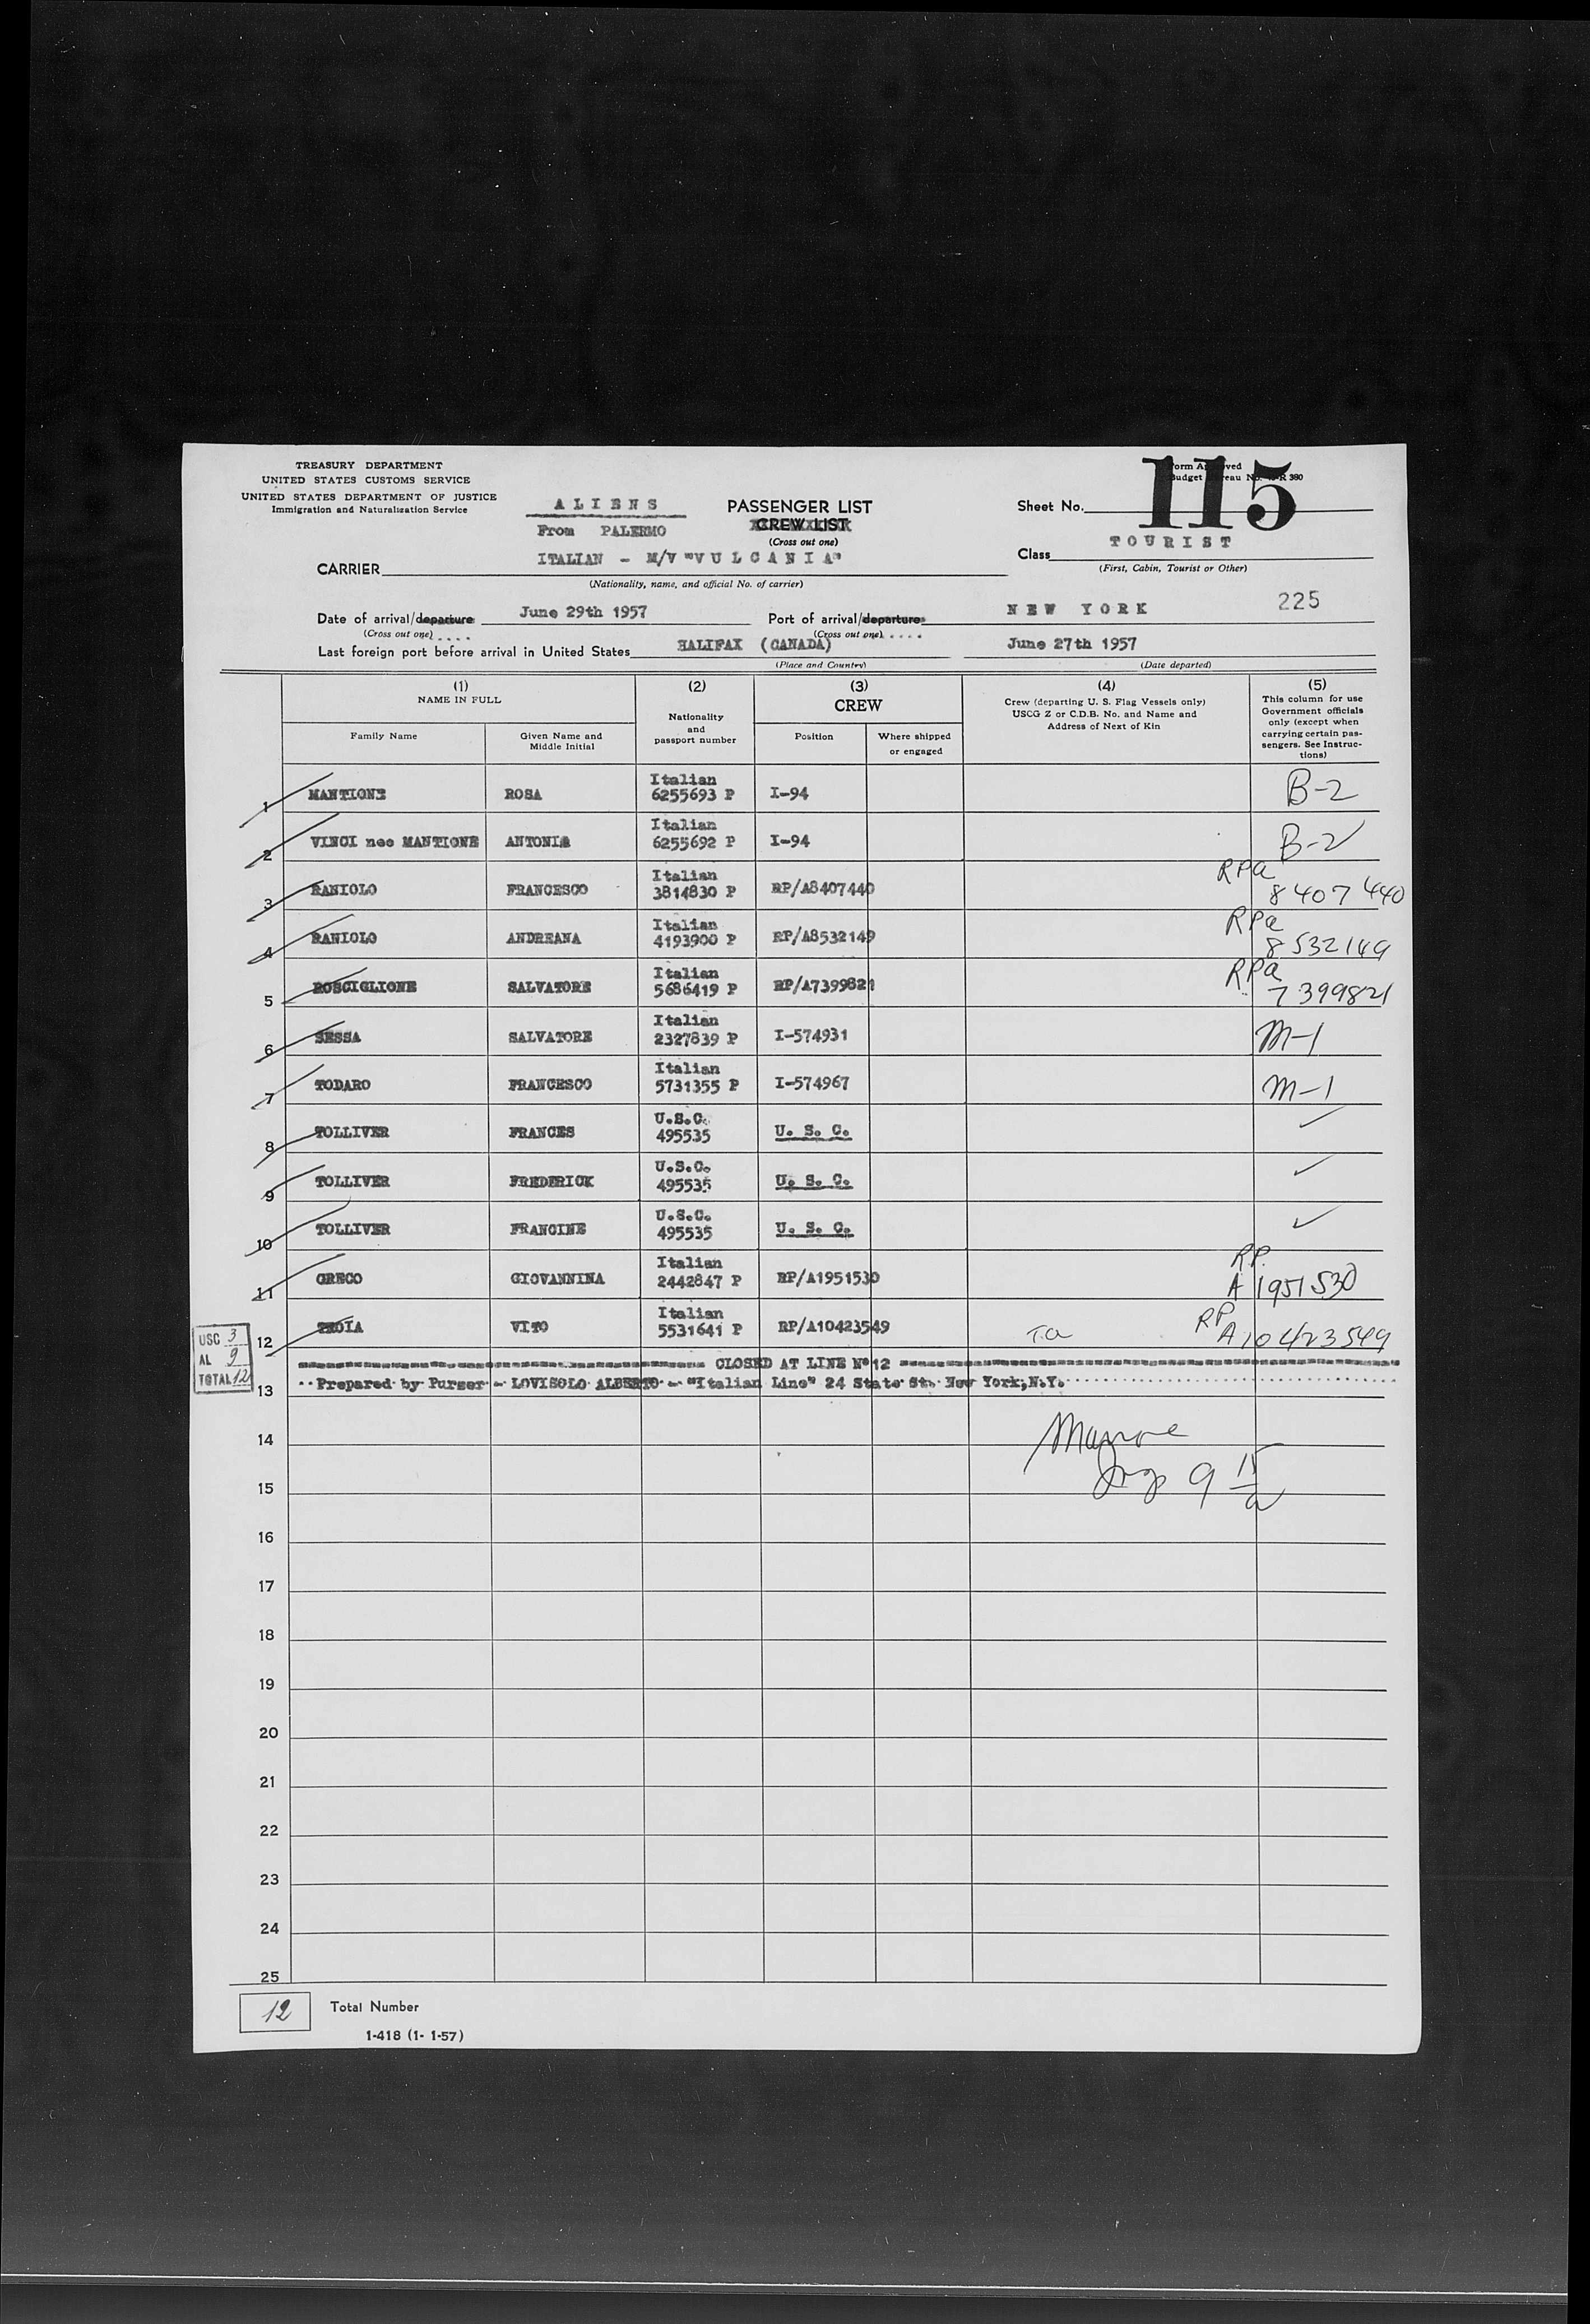 TREASURY DEPARTMENT
UNITED STATES CUSTOMS SERVICE
UNITED STATES DEPARTMENT OF JUSTICE
Immigration and Naturalization Service
ALIENS
From PALERMO
PASSENGER LIST
CREW LIST
(Cross out one)
Form Approved
Budget Bureau No. R 380
Sheet No. 115
CARRIER ITALIAN - M/V "VULCANIA"
(Nationality, name, and official No. of carrier)
Class TOURIST
(First, Cabin, Tourist or Other)
Date of arrival/departure June 29th 1957
(Cross out one) . . . .
Port of arrival/departure NEW YORK 225
(Cross out one) . . . .
Last foreign port before arrival in United States HALIFAX (CANADA) June 27th 1957
(Place and Country) (Date departed)
(1) (2) (3) (4) (5)
NAME IN FULL
Family Name
Given Name and
Middle Initial
Nationality
and
passport number
CREW
Position
Where shipped
or engaged
Crew (departing U. S. Flag Vessels only)
USCG Z or C.D.B. No. and Name and
Address of Next of Kin
This column for use
Government officials
only (except when
carrying certain pas-
sengers. See Instruc-
tions)
1 MANTIONE ROSA Italian 6255693 P I-94 B-2
2 VINCI nee MANTIONE ANTONIA Italian 6255692 P I-94 B-2
3 RANIOLO FRANCESCO Italian 3814830 P RP/A8407440 RPa 8407440
4 RANIOLO ANDREANA Italian 4193900 P RP/A8532149 RPa 8532149
5 ROSCIGLIONE SALVATORE Italian 5686419 P RP/A7399821 RPa 7399821
6 SESSA SALVATORE Italian 2327839 P I-574931 M-1
7 TODARO FRANCESCO Italian 5731355 P I-574967 M-1
8 TOLLIVER FRANCES U.S.C. 495535 U. S. C. ✓
9 TOLLIVER FREDERICK U.S.C. 495535 U. S. C. ✓
10 TOLLIVER FRANCINE U.S.C. 495535 U. S. C. ✓
11 GRECO GIOVANNINA Italian 2442847 P RP/A1951530 RP. A1951530
12 VITO Italian 5531641 P RP/A10423549 T.a RP A10423549
USC 3
AL 9
TOTAL 12
CLOSED AT LINE N°12
13 Prepared by Purser - LOVISOLO ALBERTO - "Italian Line" 24 State St. New York,N.Y.
14
15 9 15/a
16
17
18
19
20
21
22
23
24
25
12 Total Number
1-418 (1- 1-57)